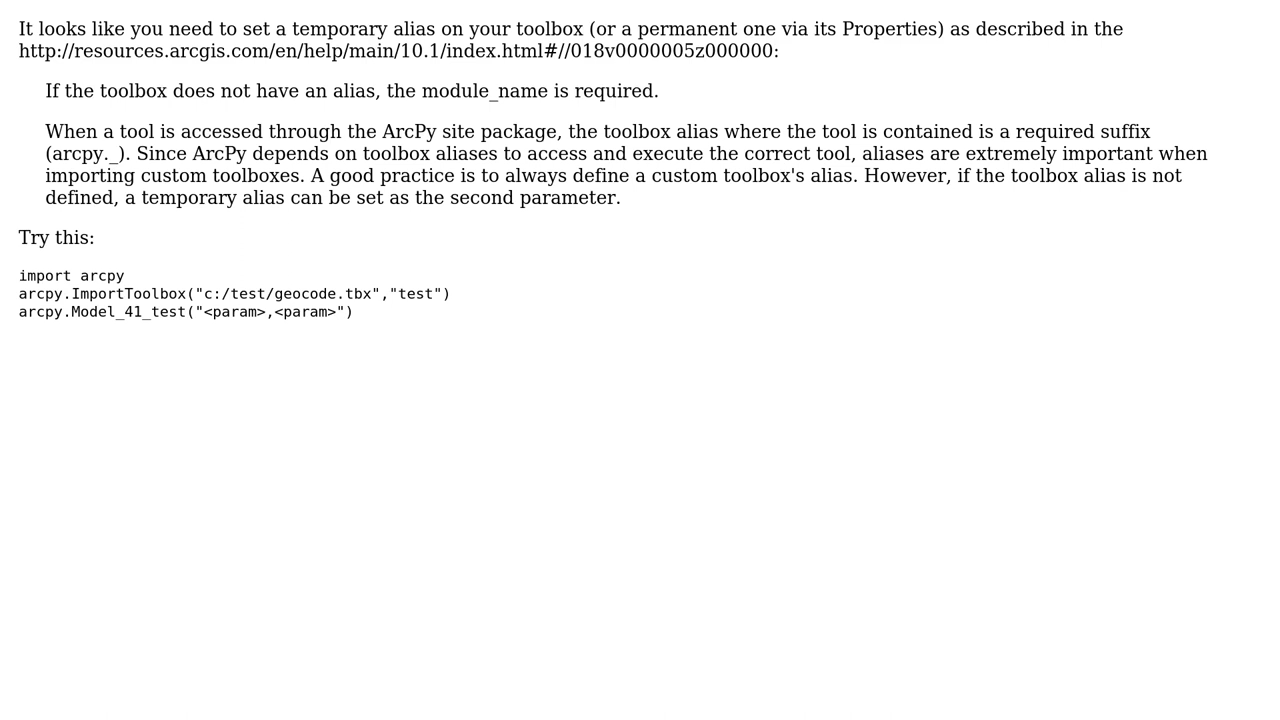 It looks like you need to set a temporary alias on your toolbox (or a permanent one via its Properties) as described in the
http://resources.arcgis.com/en/help/main/10.1/index.html#//018v0000005z000000:
If the toolbox does not have an alias, the module_name is required.
When a tool is accessed through the ArcPy site package, the toolbox alias where the tool is contained is a required suffix
(arcpy._). Since ArcPy depends on toolbox aliases to access and execute the correct tool, aliases are extremely important when
importing custom toolboxes. A good practice is to always define a custom toolbox's alias. However, if the toolbox alias is not
defined, a temporary alias can be set as the second parameter.
Try this:
import arcpy
arcpy.ImportToolbox("c:/test/geocode.tbx","test")
arcpy.Model_41_test("<param>,<param>")